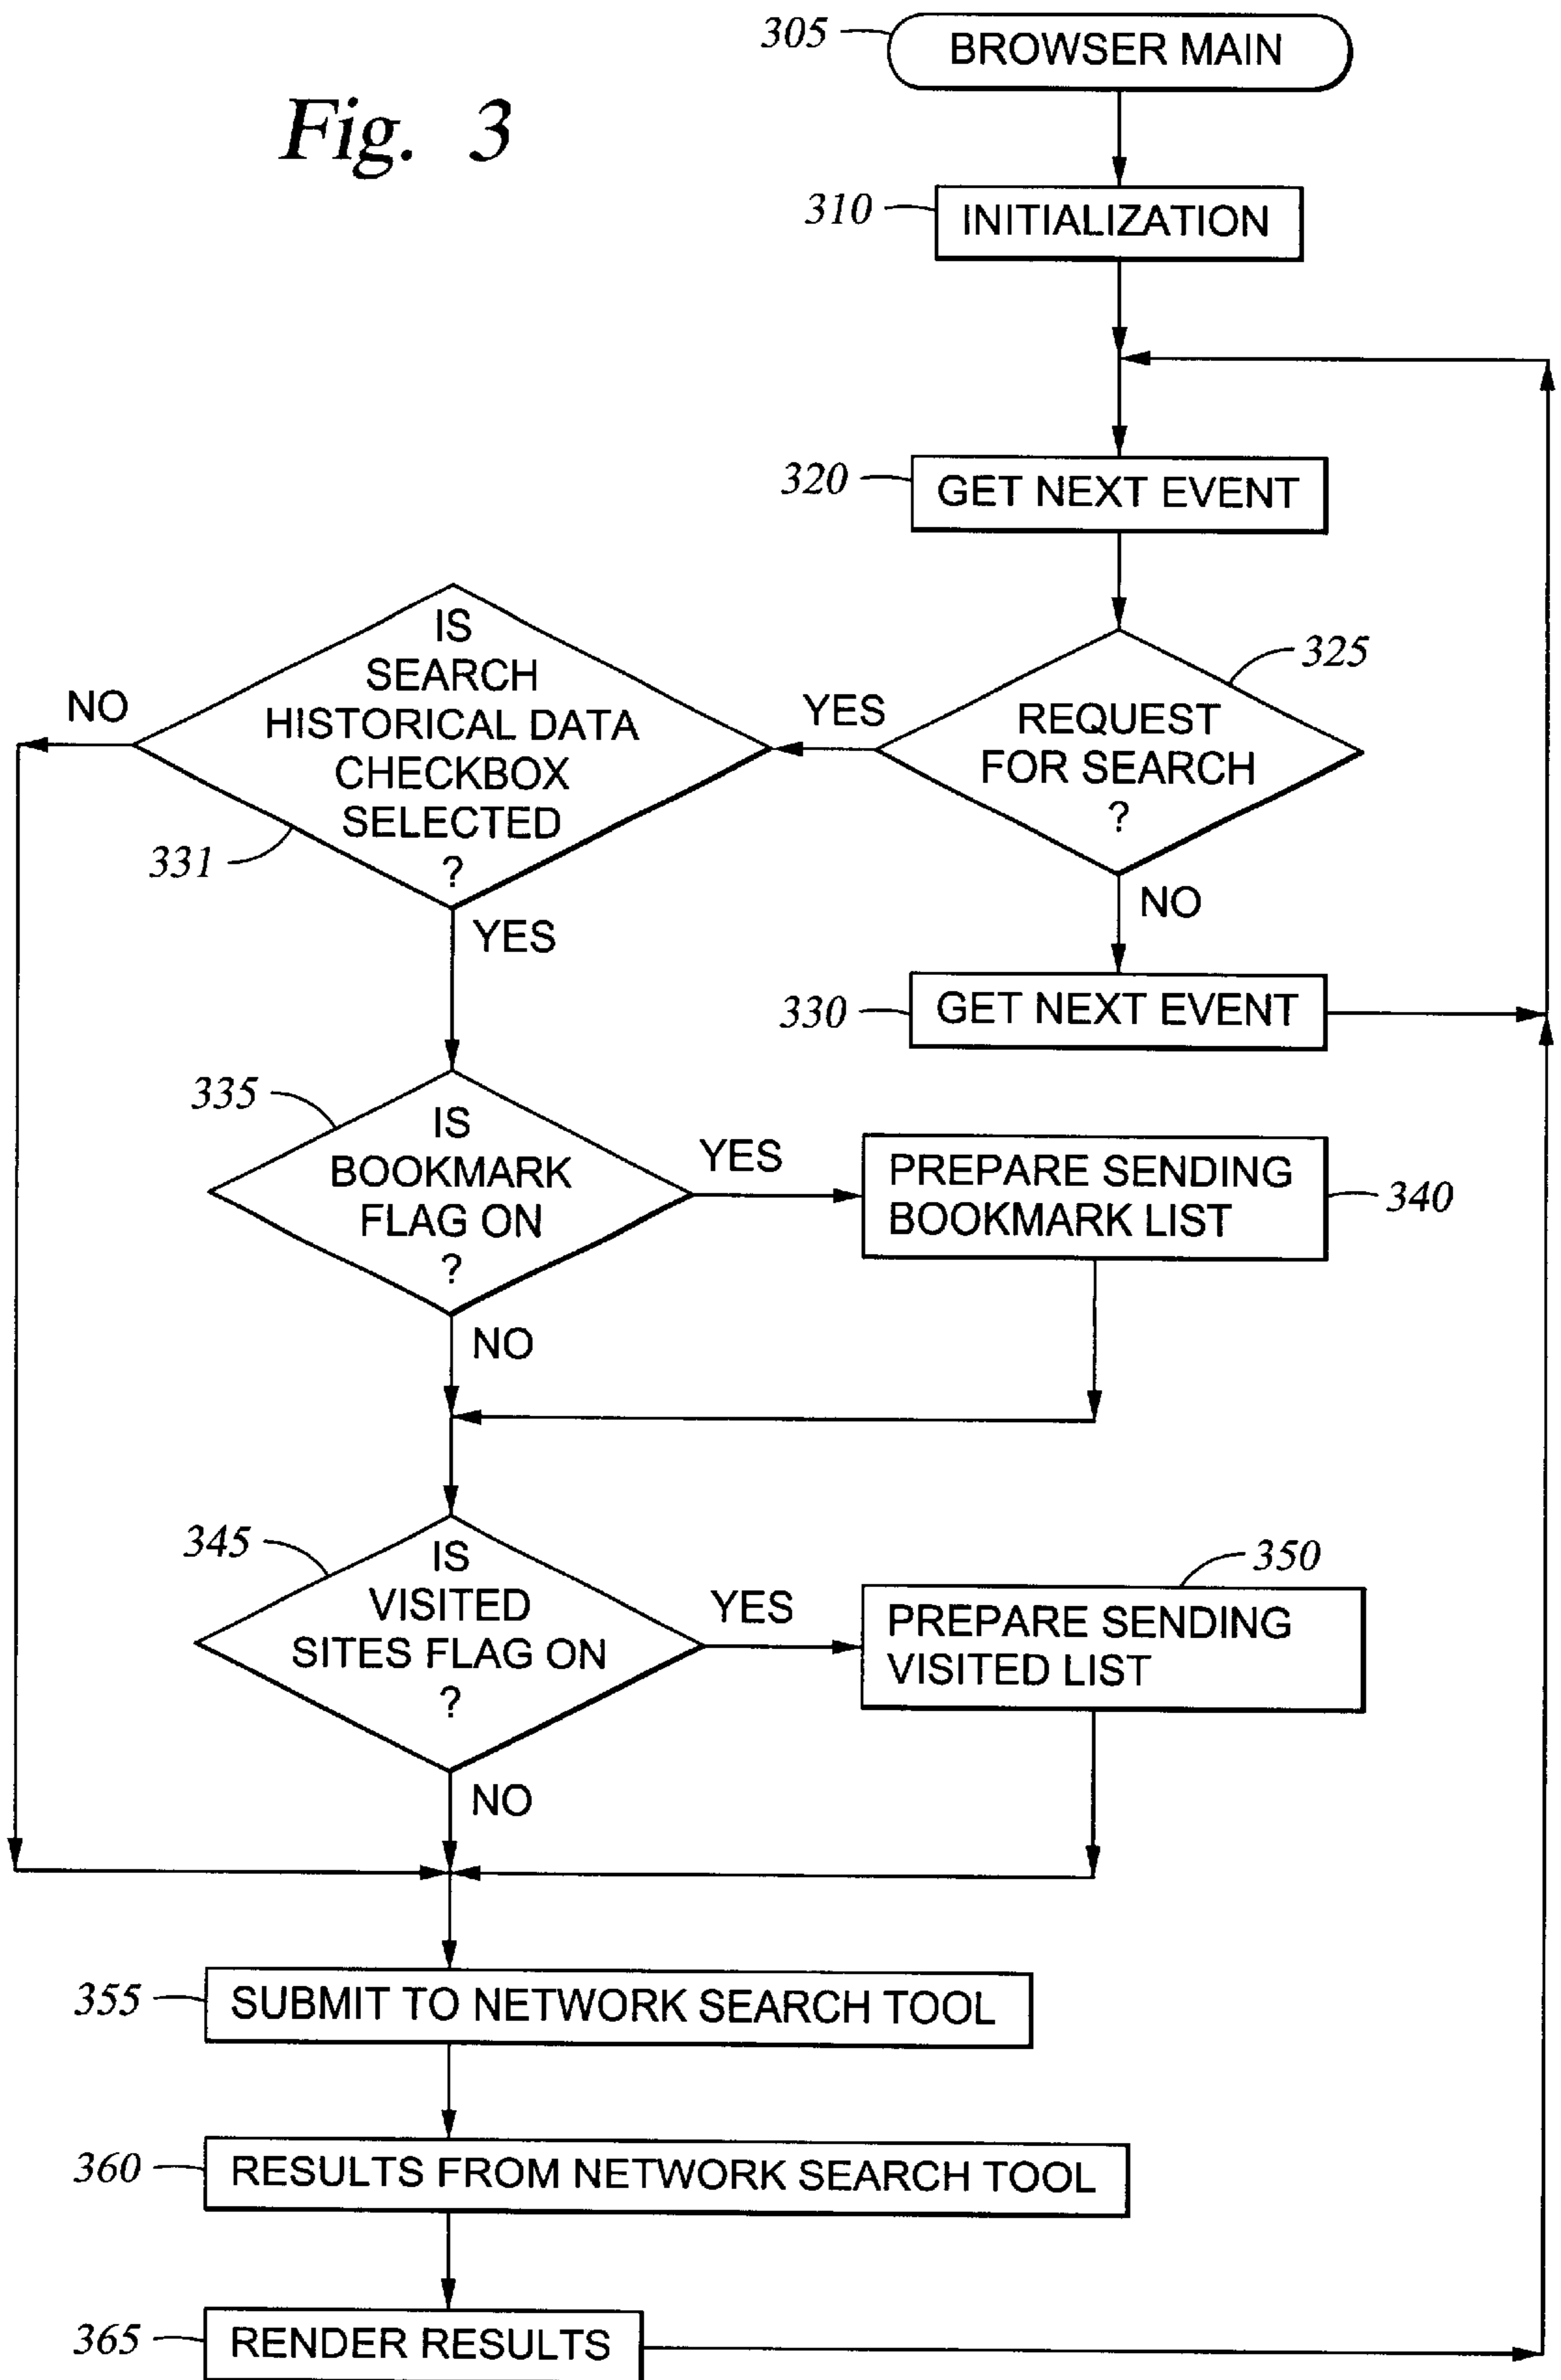 Fig. 3
305
BROWSER MAIN
310
INITIALIZATION
320
GET NEXT EVENT
325
REQUEST
FOR SEARCH
?
YES
NO
330
GET NEXT EVENT
331
IS
SEARCH
HISTORICAL DATA
CHECKBOX
SELECTED
?
NO
YES
335
IS
BOOKMARK
FLAG ON
?
YES
NO
340
PREPARE SENDING
BOOKMARK LIST
345
IS
VISITED
SITES FLAG ON
?
YES
NO
350
PREPARE SENDING
VISITED LIST
355
SUBMIT TO NETWORK SEARCH TOOL
360
RESULTS FROM NETWORK SEARCH TOOL
365
RENDER RESULTS